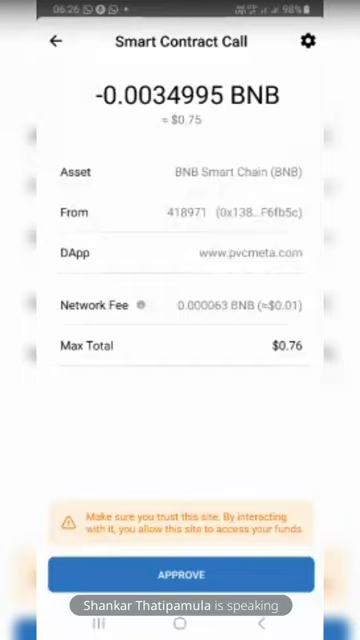 06:26
98%
Smart Contract Call
-0.0034995 BNB
≈ $0.75
Asset BNB Smart Chain (BNB)
From 418971 (0x138...F6fb5c)
DApp www.pvcmeta.com
Network Fee 0.000063 BNB (≈$0.01)
Max Total $0.76
Make sure you trust this site. By interacting
with it, you allow this site to access your funds.
APPROVE
Shankar Thatipamula is speaking